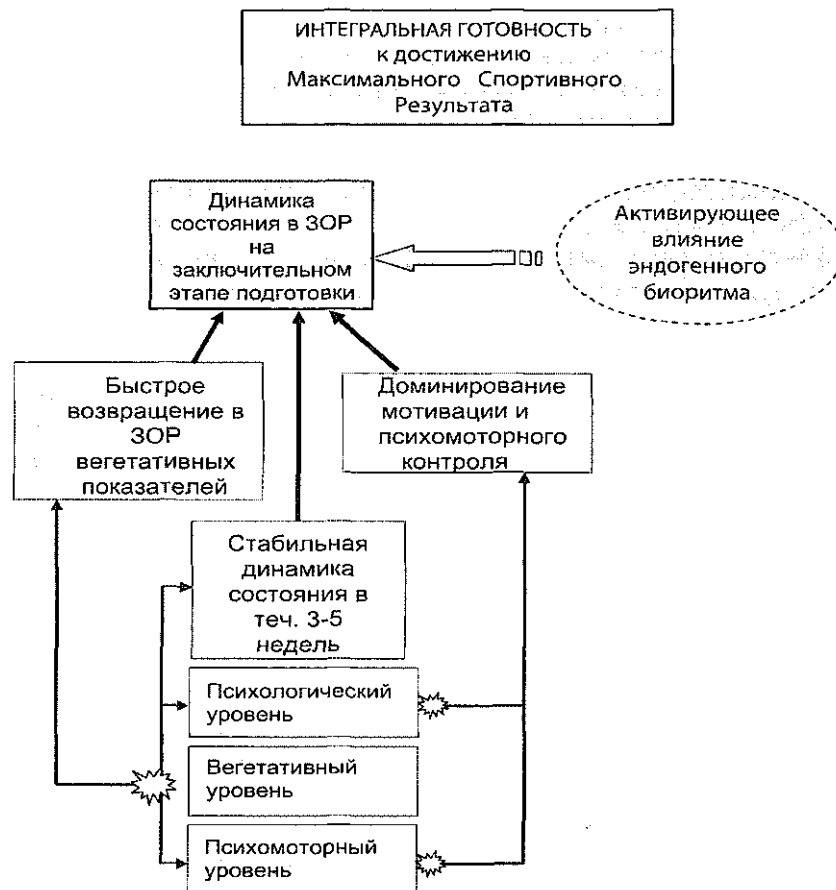 ИНТЕГРАЛЬНАЯ ГОТОВНОСТЬ
к достижению
Максимального Спортивного
Результата
Динамика
состояния в ЗОР
на
заключительном
этапе подготовки
Активирующее
влияние
эндогенного
биоритма
Быстрое
возвращение в
ЗОР
вегетативных
показателей
Доминирование
мотивации и
психомоторного
контроля
Стабильная
динамика
состояния в
теч. 3-5
недель
Психологический
уровень
Вегетативный
уровень
Психомоторный
уровень